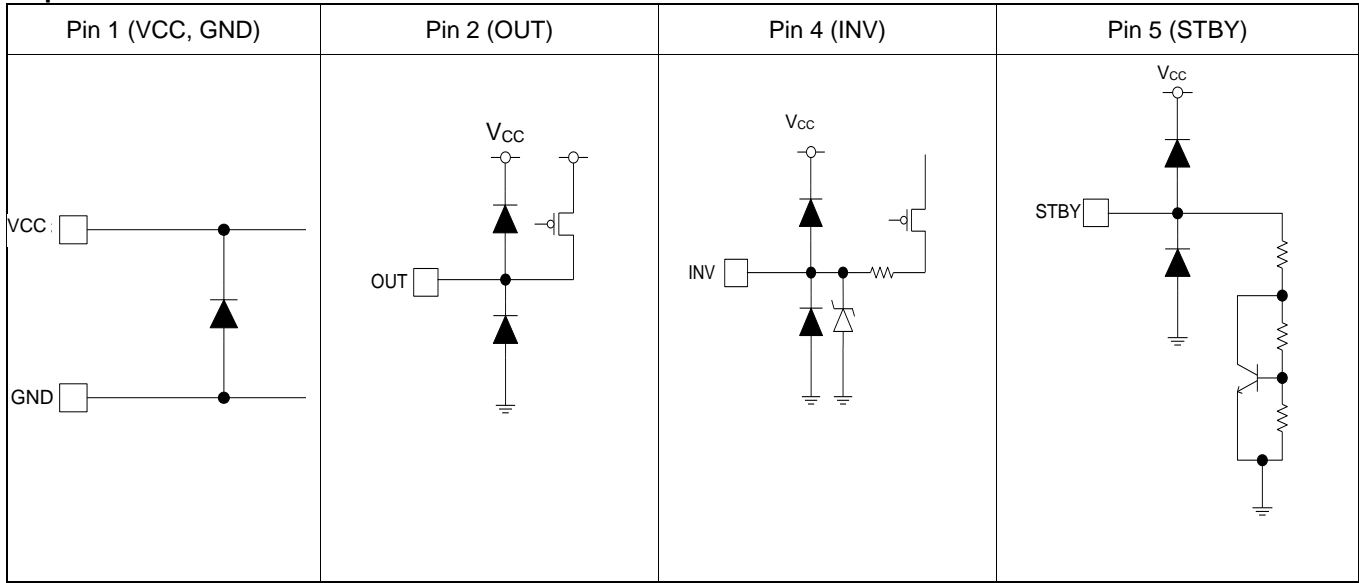 Pin 1 (VCC, GND)
Pin 2 (OUT)
Pin 4 (INV)
Pin 5 (STBY)
VCC :
GND
VCC
OUT
VCC
INV
VCC
STBY